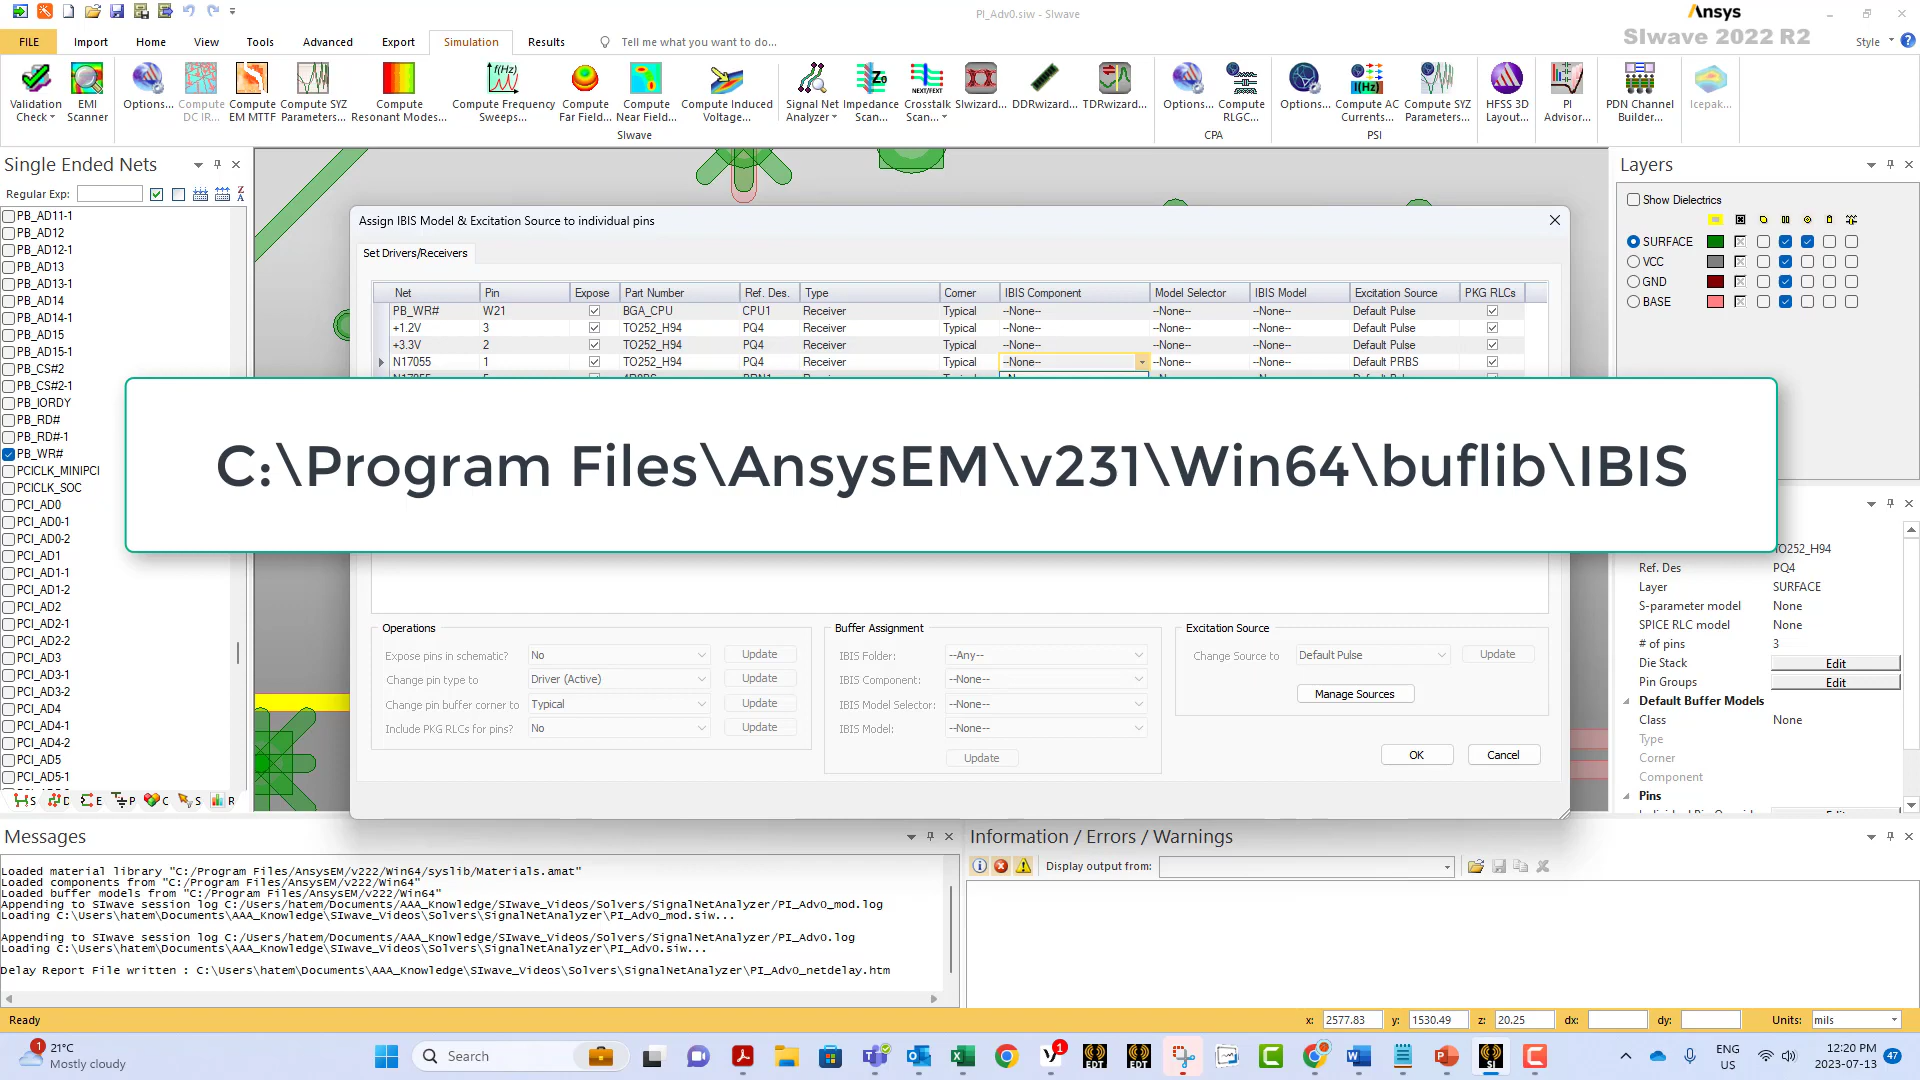 PI_Adv0.siw - SIwave
Ansys
SIwave 2022 R2
FILE Import Home View Tools Advanced Export Simulation Results Tell me what you want to do... Style
Validation Check
EMI Scanner
Options...
Compute DC IR...
Compute EM MTTF
Compute SYZ Parameters...
Compute Resonant Modes...
Compute Frequency Sweeps...
Compute Far Field...
Compute Near Field...
Compute Induced Voltage...
Signal Net Analyzer
Impedance Scan...
Crosstalk Scan...
SIwizard...
DDRwizard...
TDRwizard...
Options...
Compute RLGC...
Options...
Compute AC Currents...
Compute SYZ Parameters...
HFSS 3D Layout...
PI Advisor...
PDN Channel Builder...
Icepak...
SIwave CPA PSI
Single Ended Nets
Regular Exp:
PB_AD11-1
PB_AD12
PB_AD12-1
PB_AD13
PB_AD13-1
PB_AD14
PB_AD14-1
PB_AD15
PB_AD15-1
PB_CS#2
PB_CS#2-1
PB_IORDY
PB_RD#
PB_RD#-1
PB_WR#
PCICLK_MINIPCI
PCICLK_SOC
PCI_AD0
PCI_AD0-1
PCI_AD0-2
PCI_AD1
PCI_AD1-1
PCI_AD1-2
PCI_AD2
PCI_AD2-1
PCI_AD2-2
PCI_AD3
PCI_AD3-1
PCI_AD3-2
PCI_AD4
PCI_AD4-1
PCI_AD4-2
PCI_AD5
PCI_AD5-1
S D E P C S R
Assign IBIS Model & Excitation Source to individual pins
Set Drivers/Receivers
Net Pin Expose Part Number Ref. Des. Type Corner IBIS Component Model Selector IBIS Model Excitation Source PKG RLCs
PB_WR# W21 BGA_CPU CPU1 Receiver Typical --None-- --None-- --None-- Default Pulse
+1.2V 3 TO252_H94 PQ4 Receiver Typical --None-- --None-- --None-- Default Pulse
+3.3V 2 TO252_H94 PQ4 Receiver Typical --None-- --None-- --None-- Default Pulse
N17055 1 TO252_H94 PQ4 Receiver Typical --None-- --None-- --None-- Default PRBS
C:\Program Files\AnsysEM\v231\Win64\buflib\IBIS
Operations
Expose pins in schematic? No Update
Change pin type to Driver (Active) Update
Change pin buffer corner to Typical Update
Include PKG RLCs for pins? No Update
Buffer Assignment
IBIS Folder: --Any--
IBIS Component: --None--
IBIS Model Selector: --None--
IBIS Model: --None--
Update
Excitation Source
Change Source to Default Pulse Update
Manage Sources
OK Cancel
Layers
Show Dielectrics
SURFACE
VCC
GND
BASE
TO252_H94
Ref. Des PQ4
Layer SURFACE
S-parameter model None
SPICE RLC model None
# of pins 3
Die Stack Edit
Pin Groups Edit
Default Buffer Models
Class None
Type
Corner
Component
Pins
Messages
Loaded material library "C:/Program Files/AnsysEM/v222/Win64/syslib/Materials.amat"
Loaded components from "C:/Program Files/AnsysEM/v222/Win64"
Loaded buffer models from "C:/Program Files/AnsysEM/v222/Win64"
Appending to SIwave session log C:/Users/hatem/Documents/AAA_Knowledge/SIwave_Videos/Solvers/SignalNetAnalyzer/PI_Adv0_mod.log
Loading C:\Users\hatem\Documents\AAA_Knowledge\SIwave_Videos\Solvers\SignalNetAnalyzer\PI_Adv0_mod.siw...
Appending to SIwave session log C:/Users/hatem/Documents/AAA_Knowledge/SIwave_Videos/Solvers/SignalNetAnalyzer/PI_Adv0.log
Loading C:\Users\hatem\Documents\AAA_Knowledge\SIwave_Videos\Solvers\SignalNetAnalyzer\PI_Adv0.siw...
Delay Report File written : C:\Users\hatem\Documents\AAA_Knowledge\SIwave_Videos\Solvers\SignalNetAnalyzer\PI_Adv0_netdelay.htm
Information / Errors / Warnings
Display output from:
Ready x: 2577.83 y: 1530.49 z: 20.25 dx: dy: Units: mils
1
21°C
Mostly cloudy
Search
1
EDT EDT SI
ENG
US
12:20 PM
2023-07-13
47